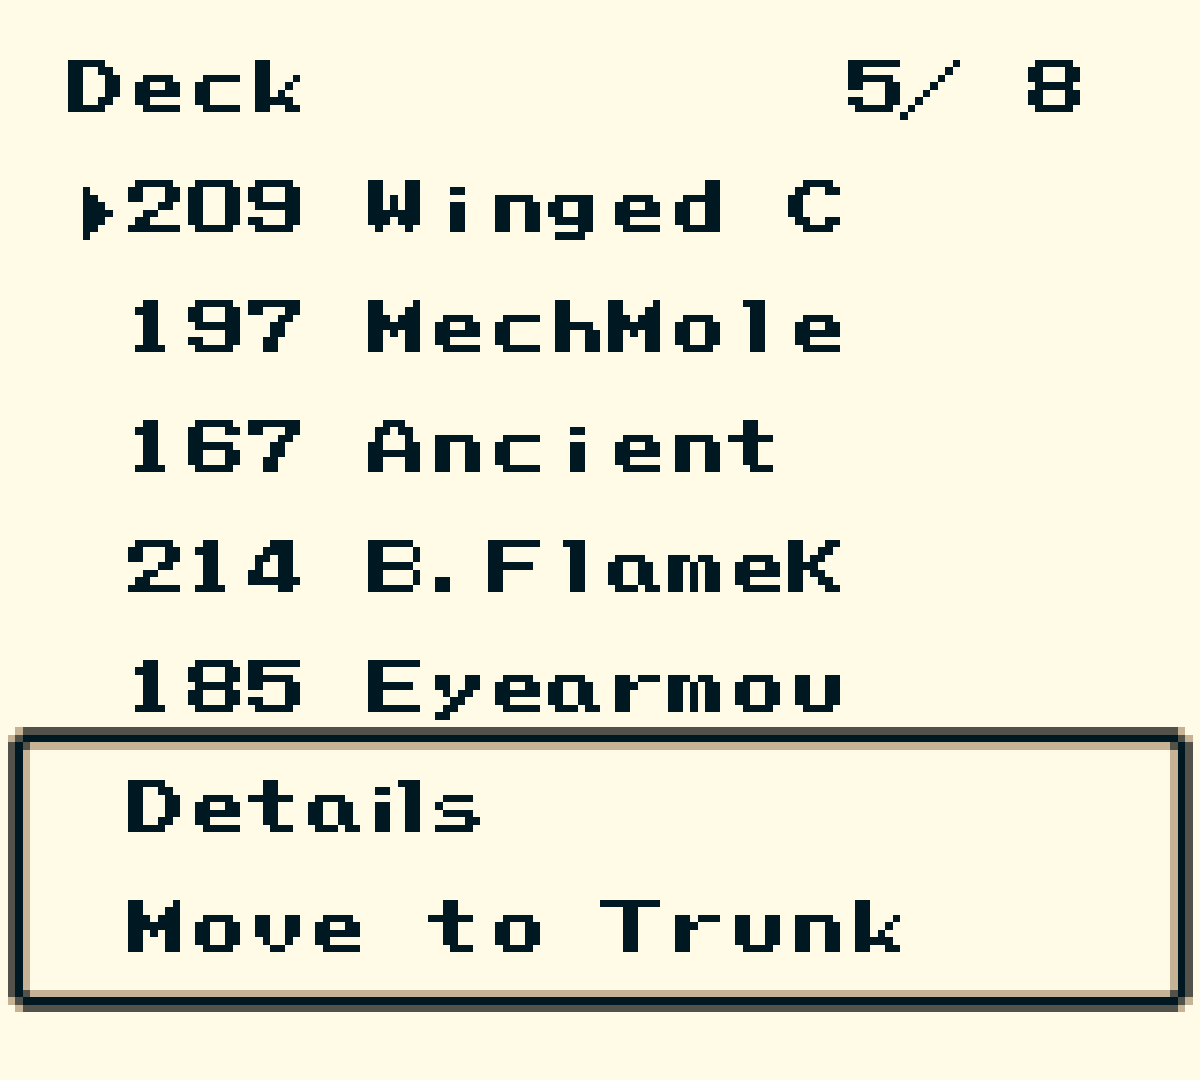 Deck 5/ 8
▶209 Winged C
197 MechMole
167 Ancient
214 B.FlameK
185 Eyearmou
Details
Move to Trunk